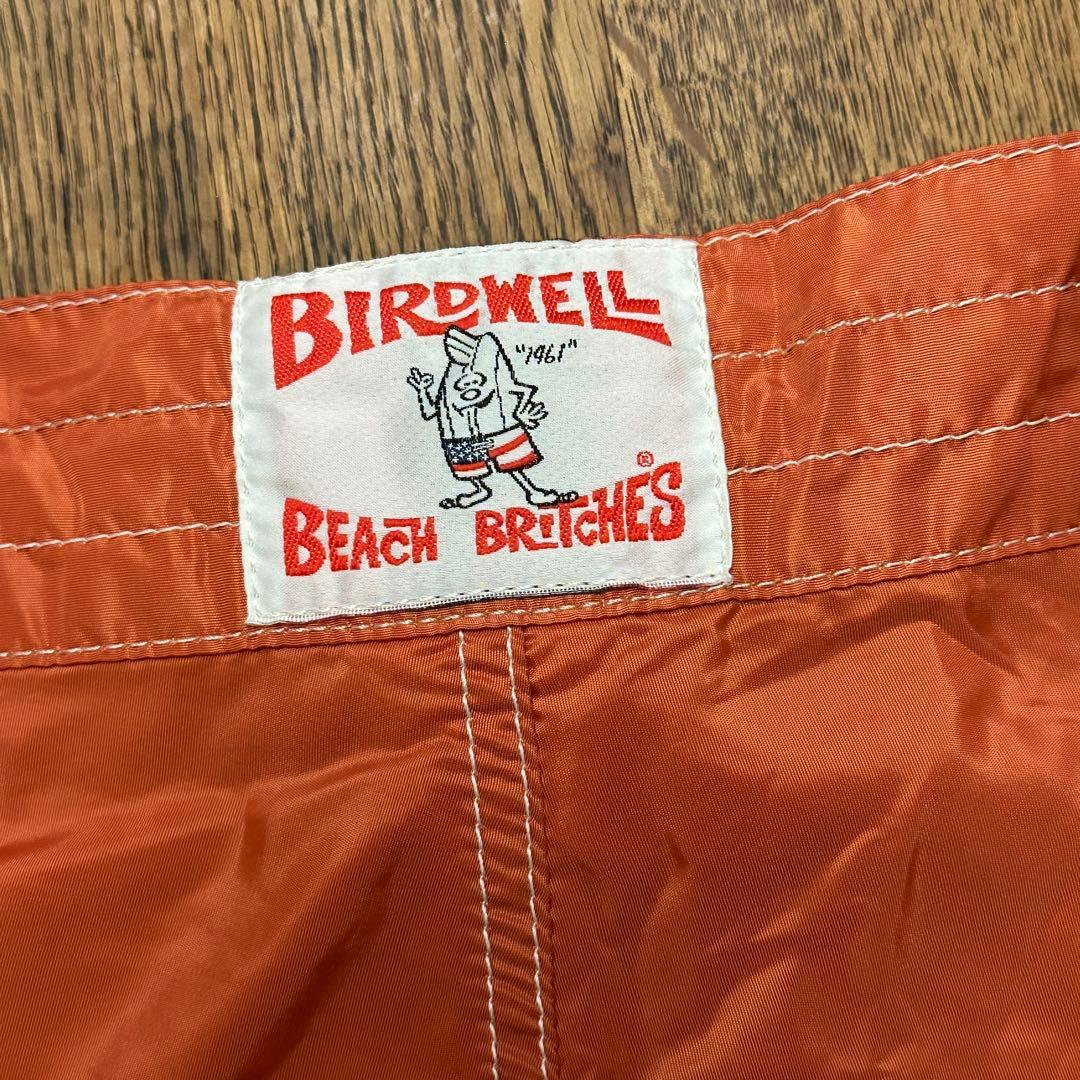 BIRDWELL
"1961"
BEACH BRITCHES®